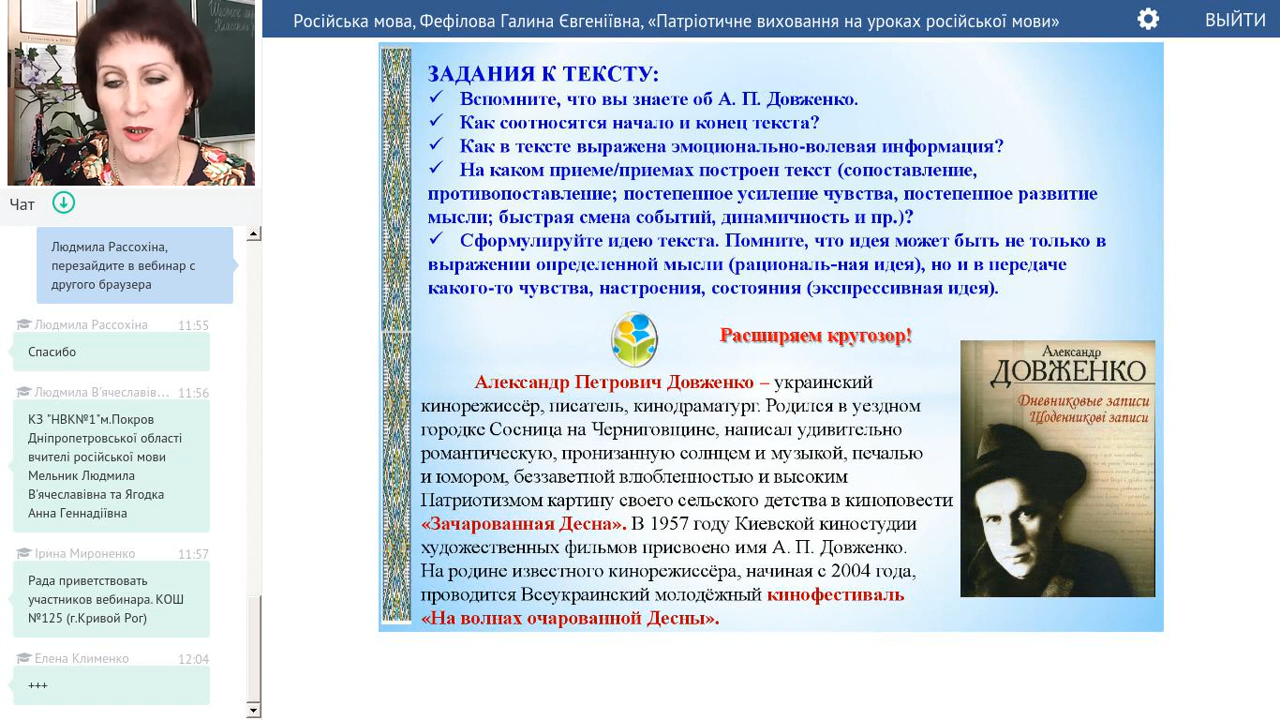 Російська мова, Фефілова Галина Євгеніївна, «Патріотичне виховання на уроках російської мови»
ВЫЙТИ
Чат
Людмила Рассохіна,
перезайдите в вебинар с
другого браузера
Людмила Рассохіна 11:55
Спасибо
Людмила В'ячеславів... 11:56
КЗ "НВК№1"м.Покров
Дніпропетровської області
вчителі російської мови
Мельник Людмила
В'ячеславівна та Ягодка
Анна Геннадіївна
Ірина Мироненко 11:57
Рада приветствовать
участников вебинара. КОШ
№125 (г.Кривой Рог)
Елена Клименко 12:04
+++
ЗАДАНИЯ К ТЕКСТУ:
✓ Вспомните, что вы знаете об А. П. Довженко.
✓ Как соотносятся начало и конец текста?
✓ Как в тексте выражена эмоционально-волевая информация?
✓ На каком приеме/приемах построен текст (сопоставление,
противопоставление; постепенное усиление чувства, постепенное развитие
мысли; быстрая смена событий, динамичность и пр.)?
✓ Сформулируйте идею текста. Помните, что идея может быть не только в
выражении определенной мысли (рациональ-ная идея), но и в передаче
какого-то чувства, настроения, состояния (экспрессивная идея).
Расширяем кругозор!
Александр Петрович Довженко – украинский
кинорежиссёр, писатель, кинодраматург. Родился в уездном
городке Сосница на Черниговщине, написал удивительно
романтическую, пронизанную солнцем и музыкой, печалью
и юмором, беззаветной влюбленностью и высоким
Патриотизмом картину своего сельского детства в киноповести
«Зачарованная Десна». В 1957 году Киевской киностудии
художественных фильмов присвоено имя А. П. Довженко.
На родине известного кинорежиссёра, начиная с 2004 года,
проводится Всеукраинский молодёжный кинофестиваль
«На волнах очарованной Десны».
Александр
ДОВЖЕНКО
Дневниковые записи
Щоденникові записи